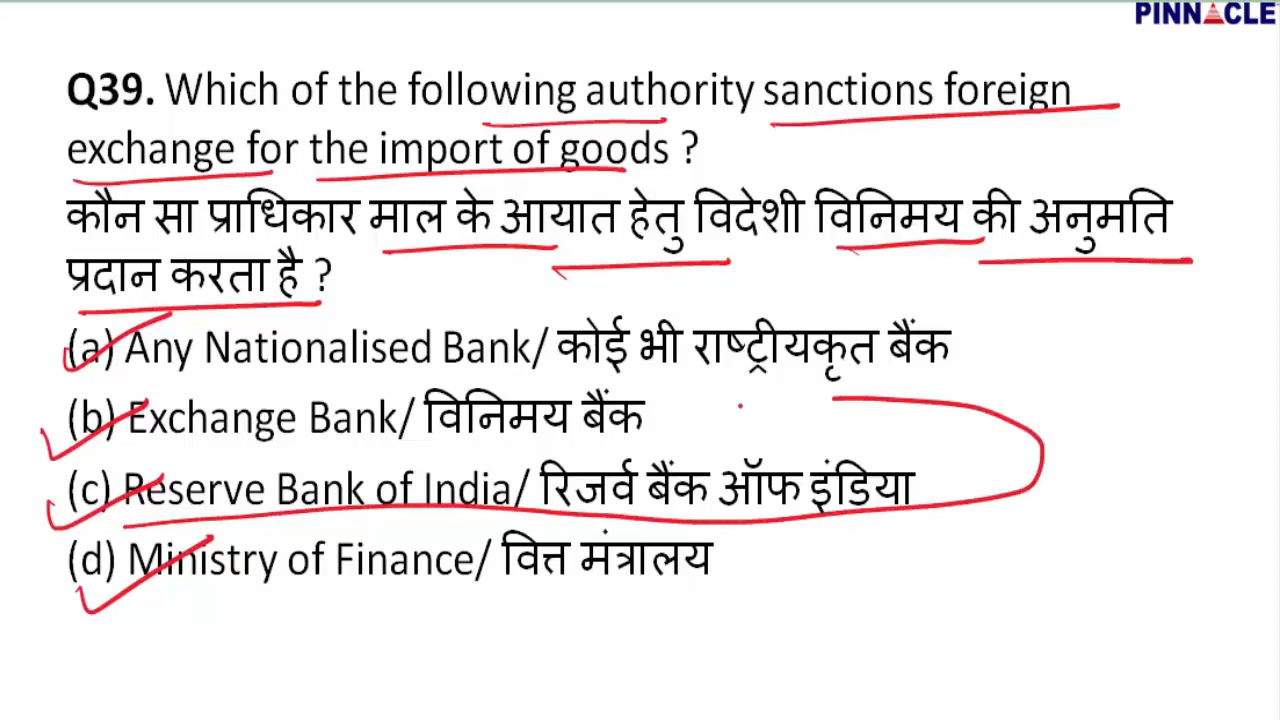 PINNACLE
Q39. Which of the following authority sanctions foreign
exchange for the import of goods ?
कौन सा प्राधिकार माल के आयात हेतु विदेशी विनिमय की अनुमति
प्रदान करता है ?
(a) Any Nationalised Bank/ कोई भी राष्ट्रीयकृत बैंक
(b) Exchange Bank/ विनिमय बैंक
(c) Reserve Bank of India/ रिजर्व बैंक ऑफ इंडिया
(d) Ministry of Finance/ वित्त मंत्रालय